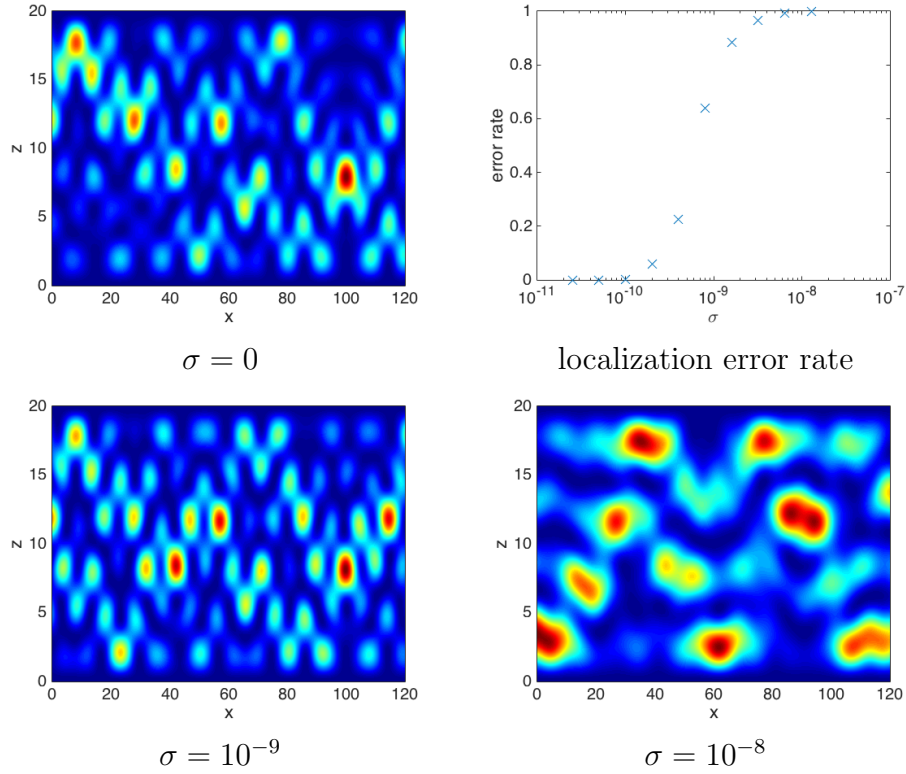 20
15
10
5
0
z
0 20 40 60 80 100 120
x
σ = 0
1
0.8
0.6
0.4
0.2
0
error rate
10⁻¹¹ 10⁻¹⁰ 10⁻⁹ 10⁻⁸ 10⁻⁷
σ
localization error rate
20
15
10
5
0
z
0 20 40 60 80 100 120
x
σ = 10⁻⁹
20
15
10
5
0
z
0 20 40 60 80 100 120
x
σ = 10⁻⁸